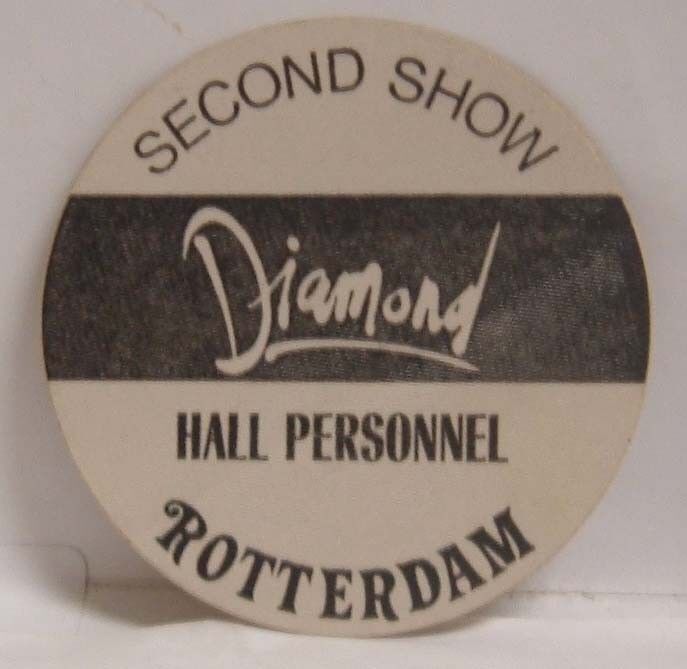 SECOND SHOW
Diamond
HALL PERSONNEL
ROTTERDAM